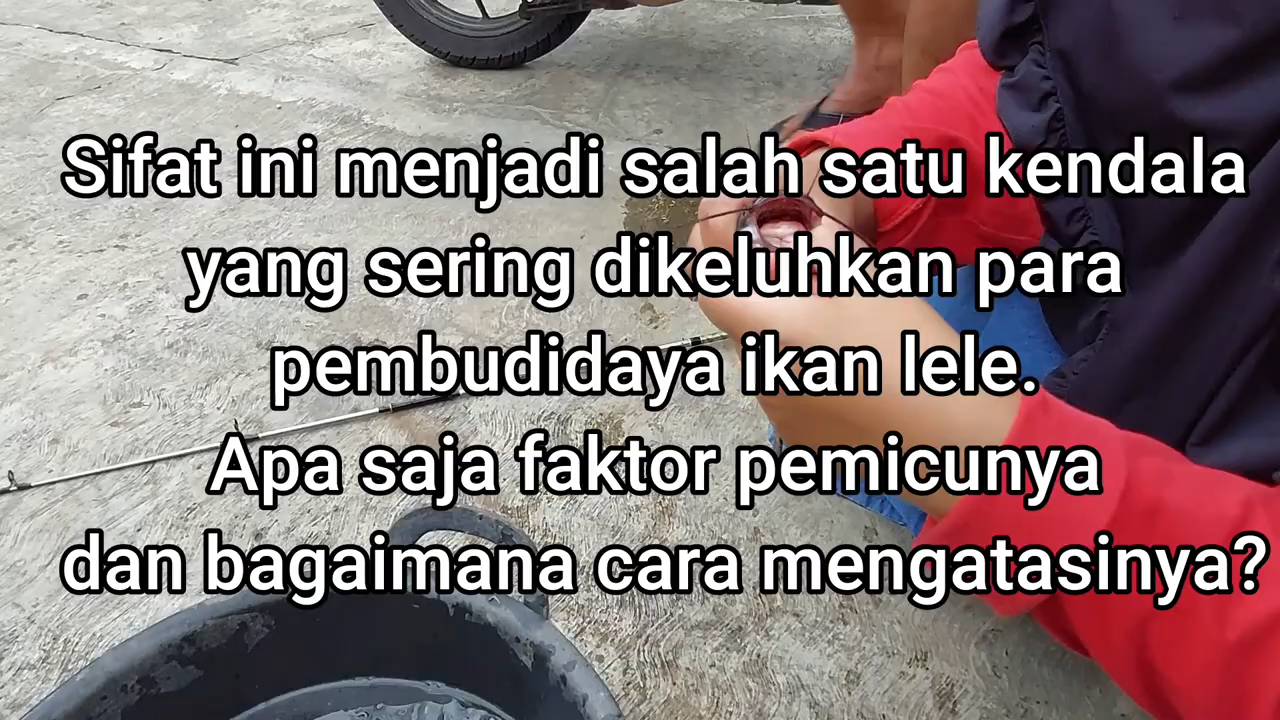 Sifat ini menjadi salah satu kendala
yang sering dikeluhkan para
pembudidaya ikan lele.
Apa saja faktor pemicunya
dan bagaimana cara mengatasinya?